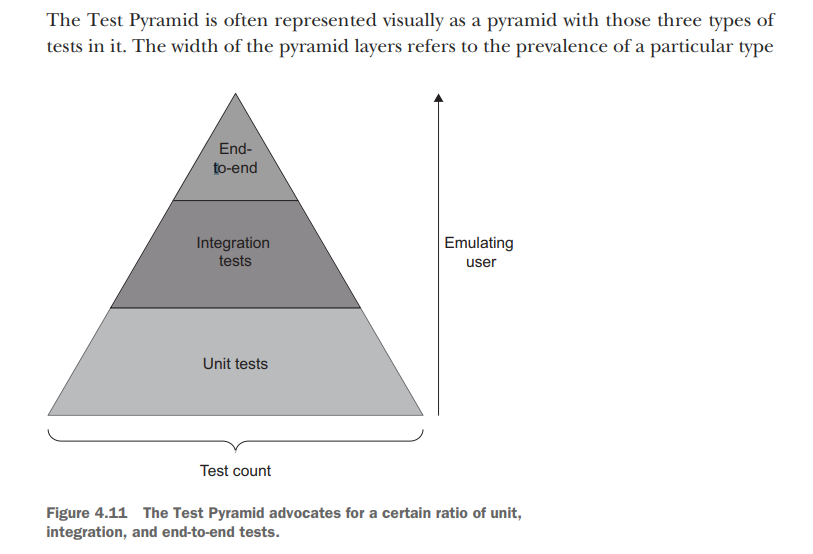 The Test Pyramid is often represented visually as a pyramid with those three types of
tests in it. The width of the pyramid layers refers to the prevalence of a particular type
End-
to-end
Integration
tests
Emulating
user
Unit tests
Test count
Figure 4.11 The Test Pyramid advocates for a certain ratio of unit,
integration, and end-to-end tests.